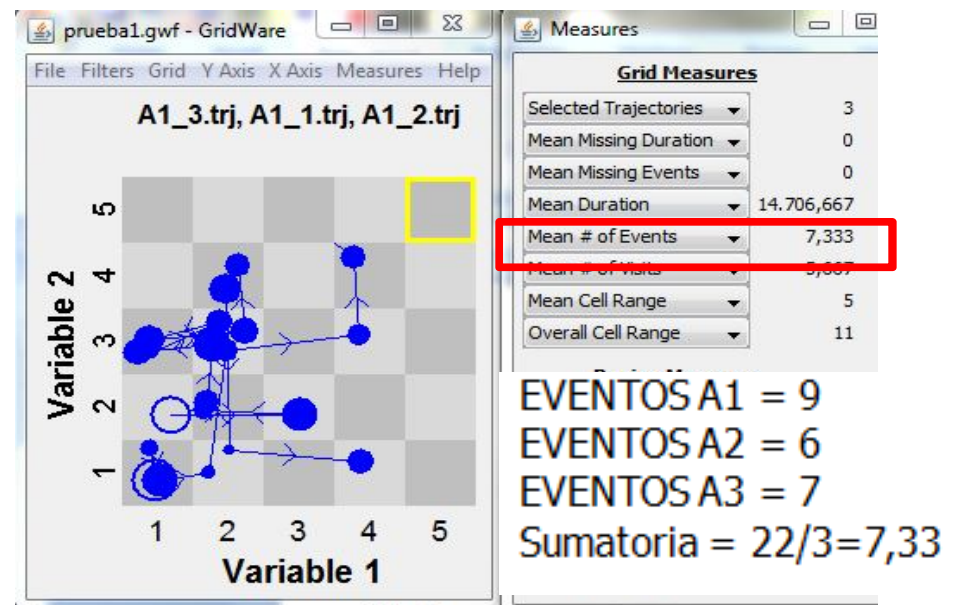 prueba1.gwf - GridWare
File Filters Grid Y Axis X Axis Measures Help
A1_3.trj, A1_1.trj, A1_2.trj
5
4
3
2
1
Variable 2
1 2 3 4 5
Variable 1
Measures
Grid Measures
Selected Trajectories 3
Mean Missing Duration 0
Mean Missing Events 0
Mean Duration 14.706,667
Mean # of Events 7,333
Mean # of Visits
Mean Cell Range 5
Overall Cell Range 11
EVENTOS A1 = 9
EVENTOS A2 = 6
EVENTOS A3 = 7
Sumatoria = 22/3=7,33